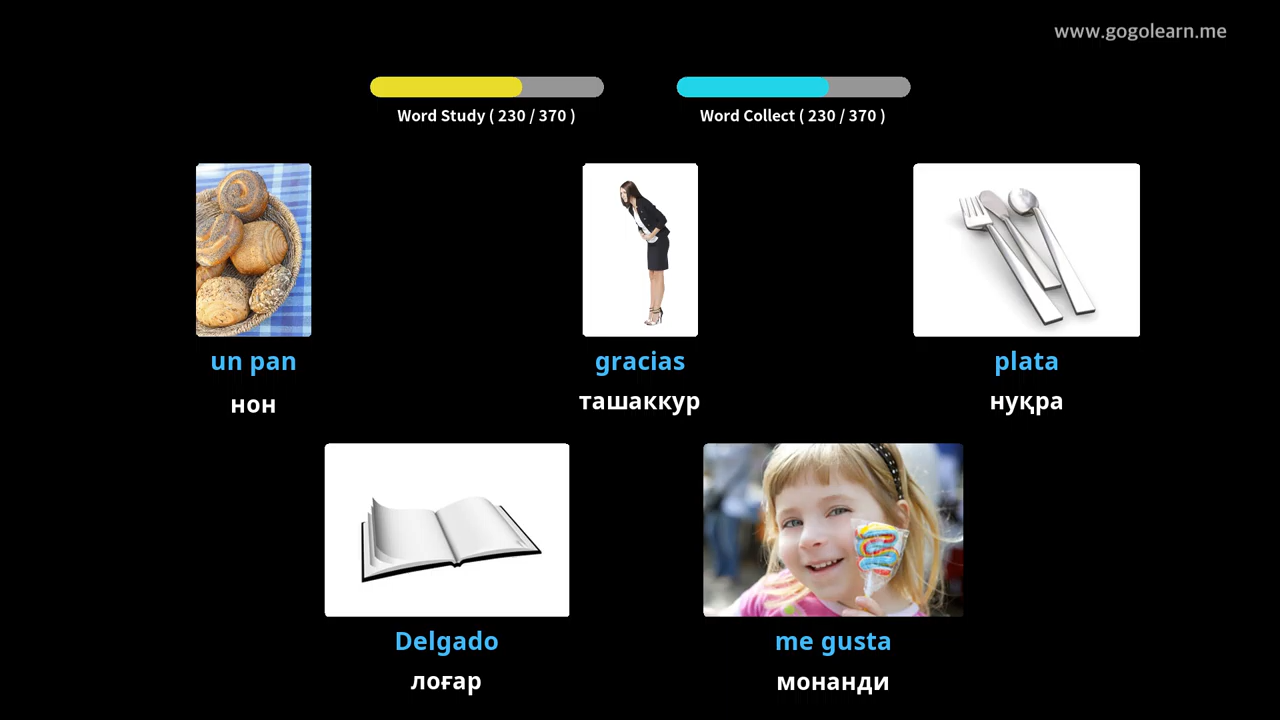 www.gogolearn.me
Word Study ( 230 / 370 )
Word Collect ( 230 / 370 )
un pan
нон
gracias
ташаккур
plata
нуқра
Delgado
лоғар
me gusta
монанди